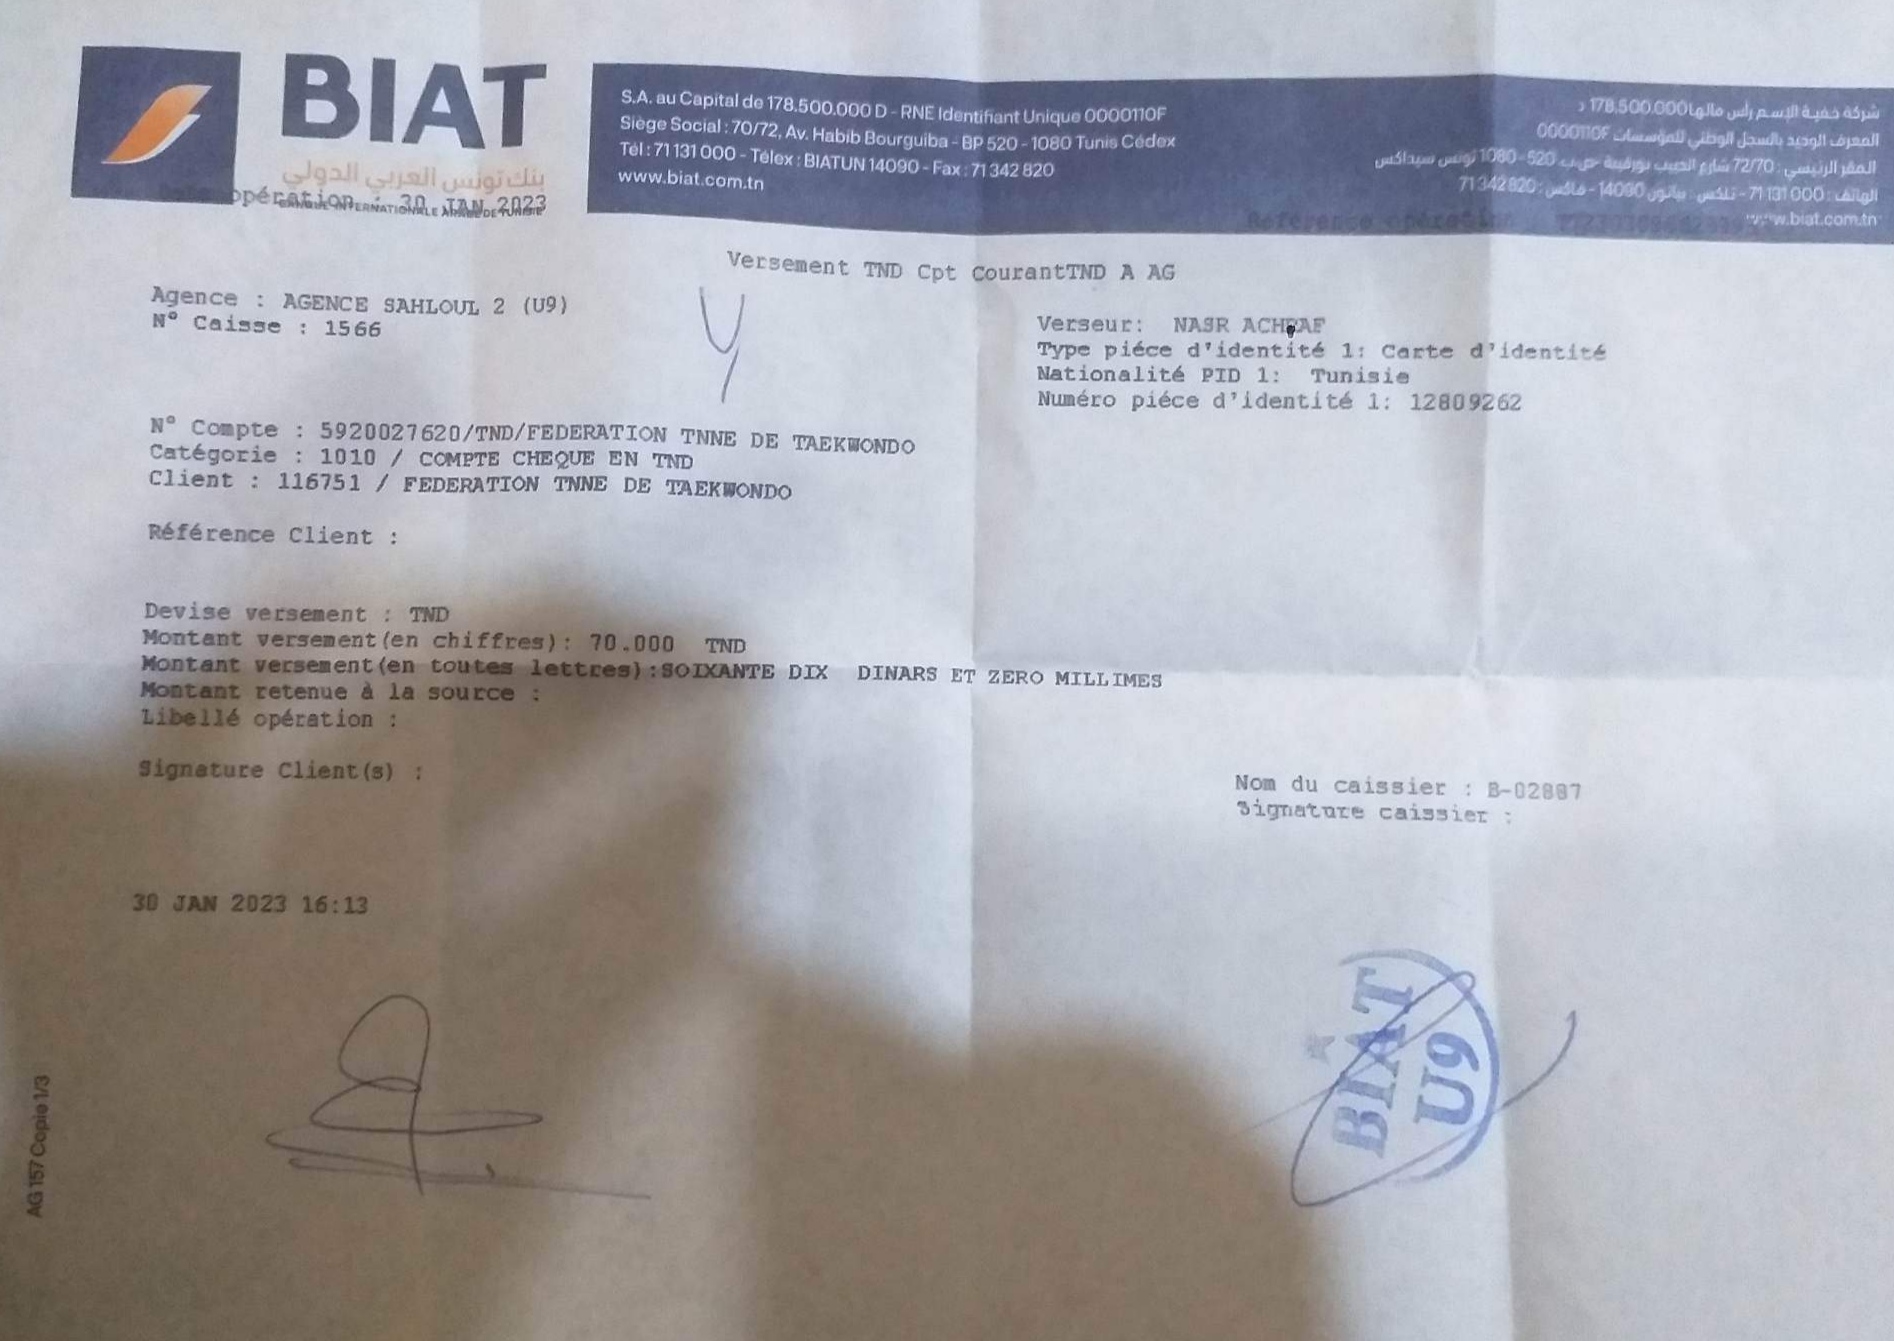 BIAT
بنك تونس العربي الدولي
BANQUE INTERNATIONALE ARABE DE TUNISIE
opération : 30 JAN 2023
S.A. au Capital de 178.500.000 D - RNE Identifiant Unique 0000110F
Siège Social : 70/72, Av. Habib Bourguiba - BP 520 - 1080 Tunis Cédex
Tél : 71 131 000 - Télex : BIATUN 14090 - Fax : 71 342 820
www.biat.com.tn
شركة خفية الإسم رأس مالها 178.500.000 د
المعرف الوحيد بالسجل الوطني للمؤسسات 0000110F
المقر الرئيسي : 72/70 شارع الحبيب بورقيبة ص.ب 520 - 1080 تونس سيداكس
الهاتف : 71 131 000 - تلكس : بياتون 14090 - فاكس : 71 342 820
www.biat.com.tn
Référence opération :
Versement TND Cpt CourantTND A AG
Agence : AGENCE SAHLOUL 2 (U9)
N° Caisse : 1566
Verseur: NASR ACHRAF
Type piéce d'identité 1: Carte d'identité
Nationalité PID 1: Tunisie
Numéro piéce d'identité 1: 12809262
N° Compte : 5920027620/TND/FEDERATION TNNE DE TAEKWONDO
Catégorie : 1010 / COMPTE CHEQUE EN TND
Client : 116751 / FEDERATION TNNE DE TAEKWONDO
Référence Client :
Devise versement : TND
Montant versement(en chiffres): 70.000 TND
Montant versement(en toutes lettres):SOIXANTE DIX DINARS ET ZERO MILLIMES
Montant retenue à la source :
Libellé opération :
Signature Client(s) :
Nom du caissier : B-02887
Signature caissier :
30 JAN 2023 16:13
BIAT
U9
AG 157 Copie 1/3